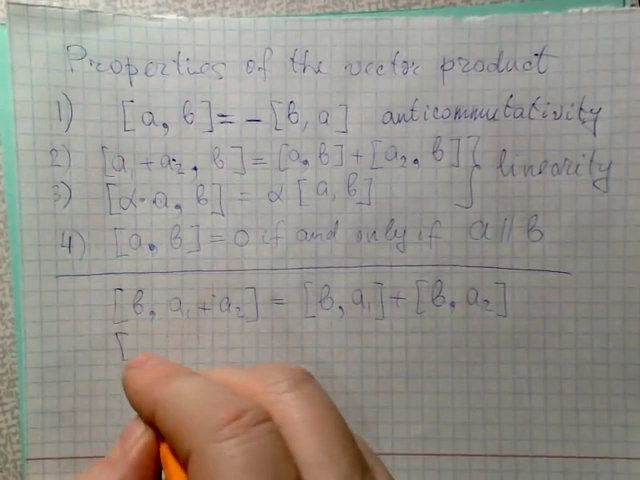 Properties of the vector product
1) [a, b] = - [b, a] anticommutativity
2) [a₁ + a₂, b] = [a, b] + [a₂, b] } linearity
3) [α·a, b] = α [a, b]
4) [a, b] = 0 if and only if a || b
[b, a₁ + a₂] = [b, a₁] + [b, a₂]
[